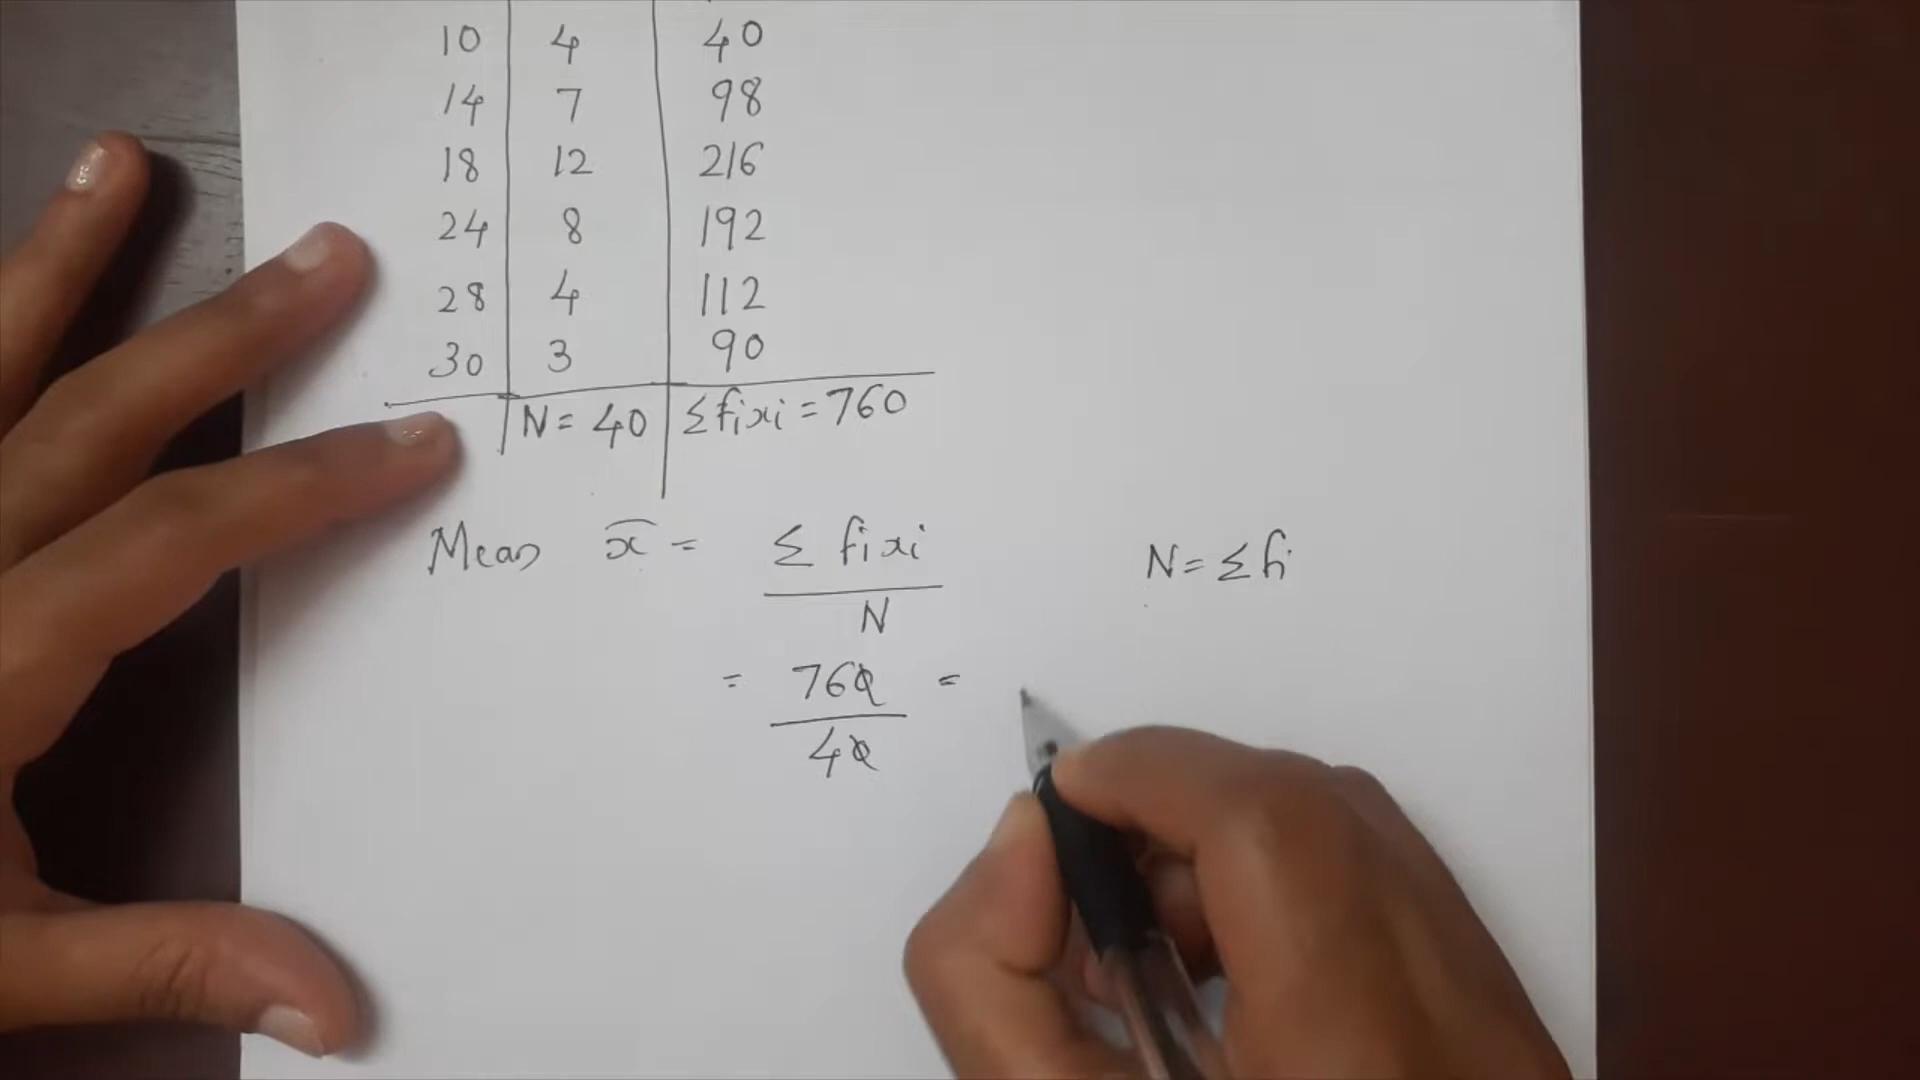 10 4 40
14 7 98
18 12 216
24 8 192
28 4 112
30 3 90
N = 40 Σfixi = 760
Mean x̄ = Σ fixi / N N = Σfi
= 760 / 40 =